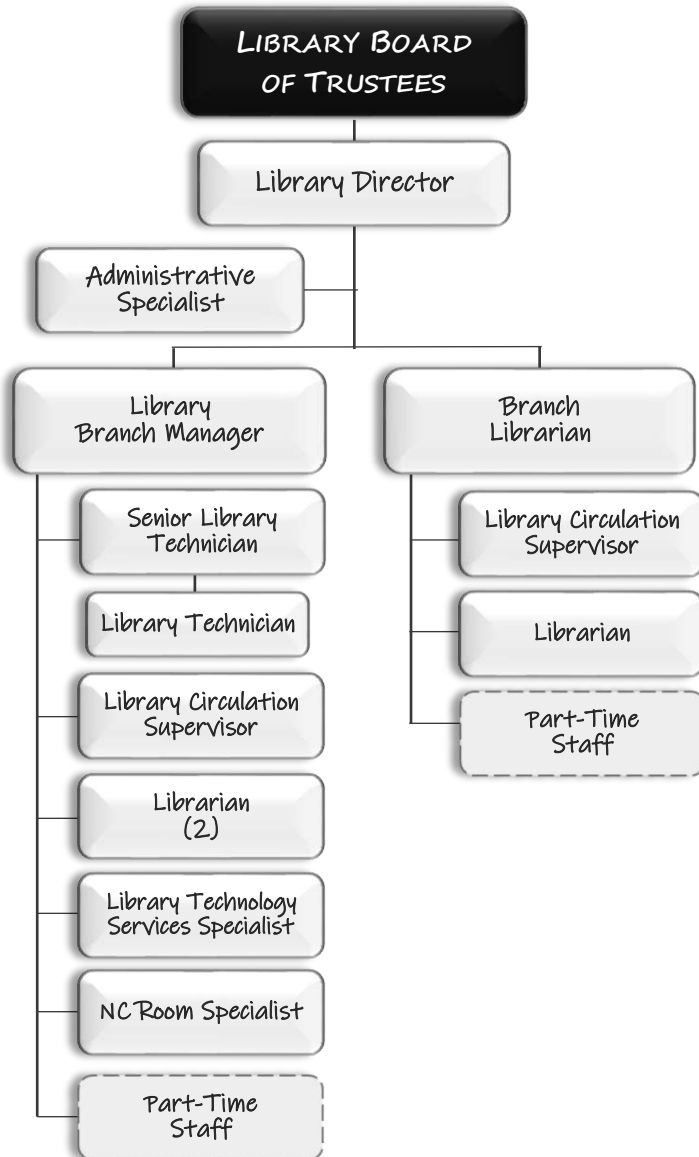 LIBRARY BOARD
OF TRUSTEES
Library Director
Administrative
Specialist
Library
Branch Manager
Senior Library
Technician
Library Technician
Library Circulation
Supervisor
Librarian
(2)
Library Technology
Services Specialist
NC Room Specialist
Part-Time
Staff
Branch
Librarian
Library Circulation
Supervisor
Librarian
Part-Time
Staff